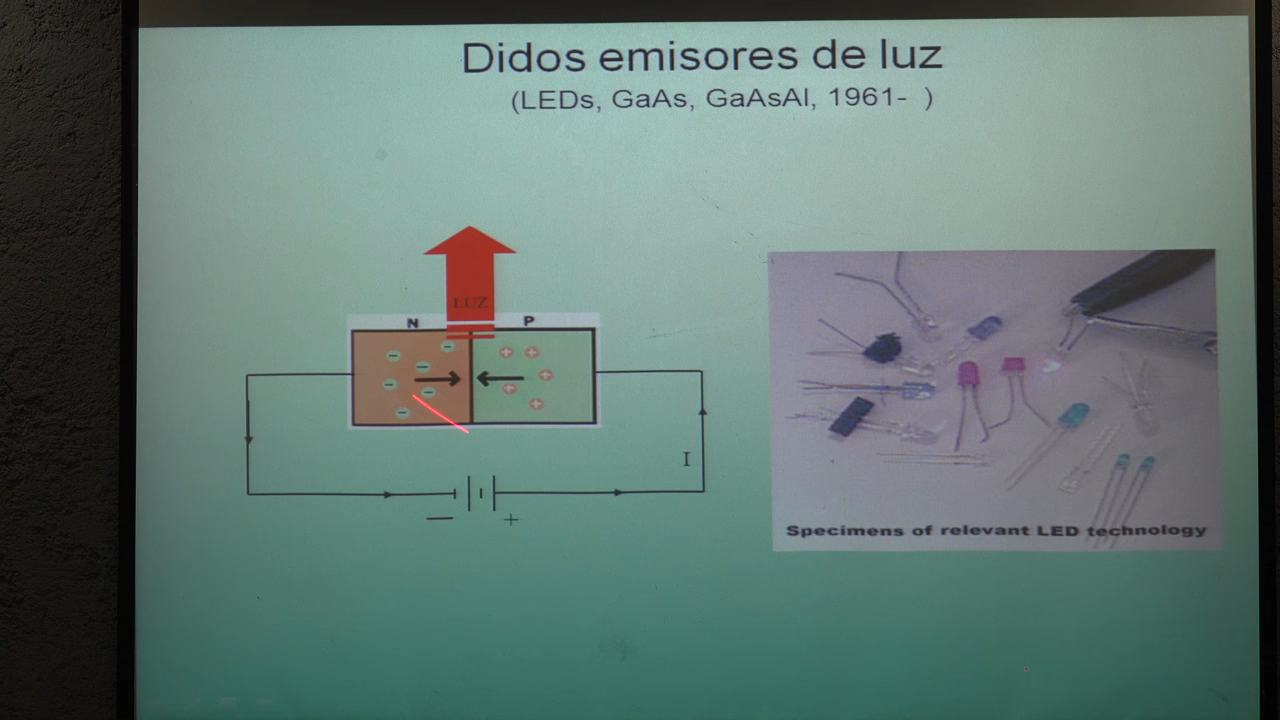 Didos emisores de luz
(LEDs, GaAs, GaAsAl, 1961- )
LUZ
N P
I
− +
Specimens of relevant LED technology